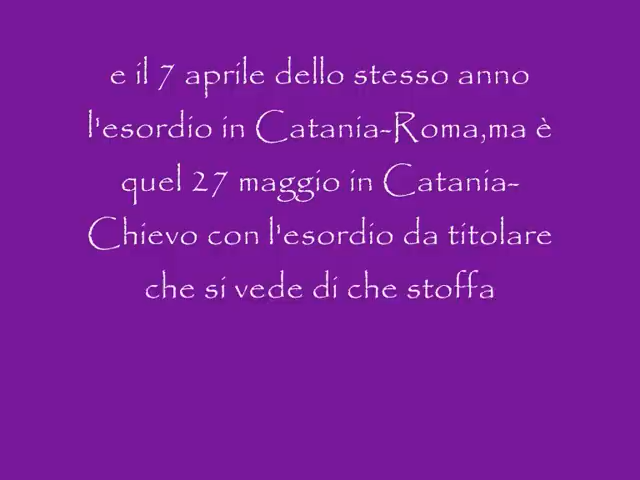 e il 7 aprile dello stesso anno
l'esordio in Catania-Roma,ma è
quel 27 maggio in Catania-
Chievo con l'esordio da titolare
che si vede di che stoffa